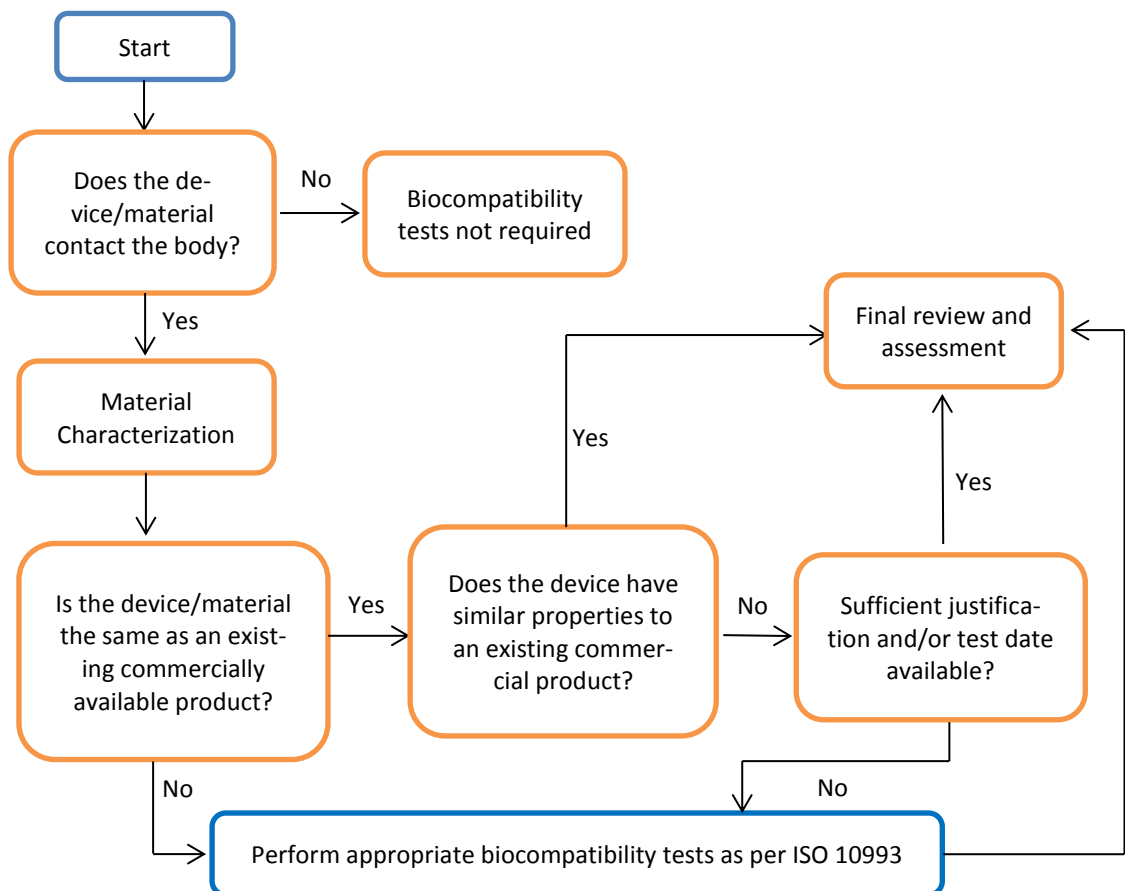 Start
Does the de-
vice/material
contact the body?
No
Biocompatibility
tests not required
Yes
Final review and
assessment
Material
Characterization
Yes
Yes
Is the device/material
the same as an exist-
ing commercially
available product?
Yes
Does the device have
similar properties to
an existing commer-
cial product?
No
Sufficient justifica-
tion and/or test date
available?
No
No
Perform appropriate biocompatibility tests as per ISO 10993